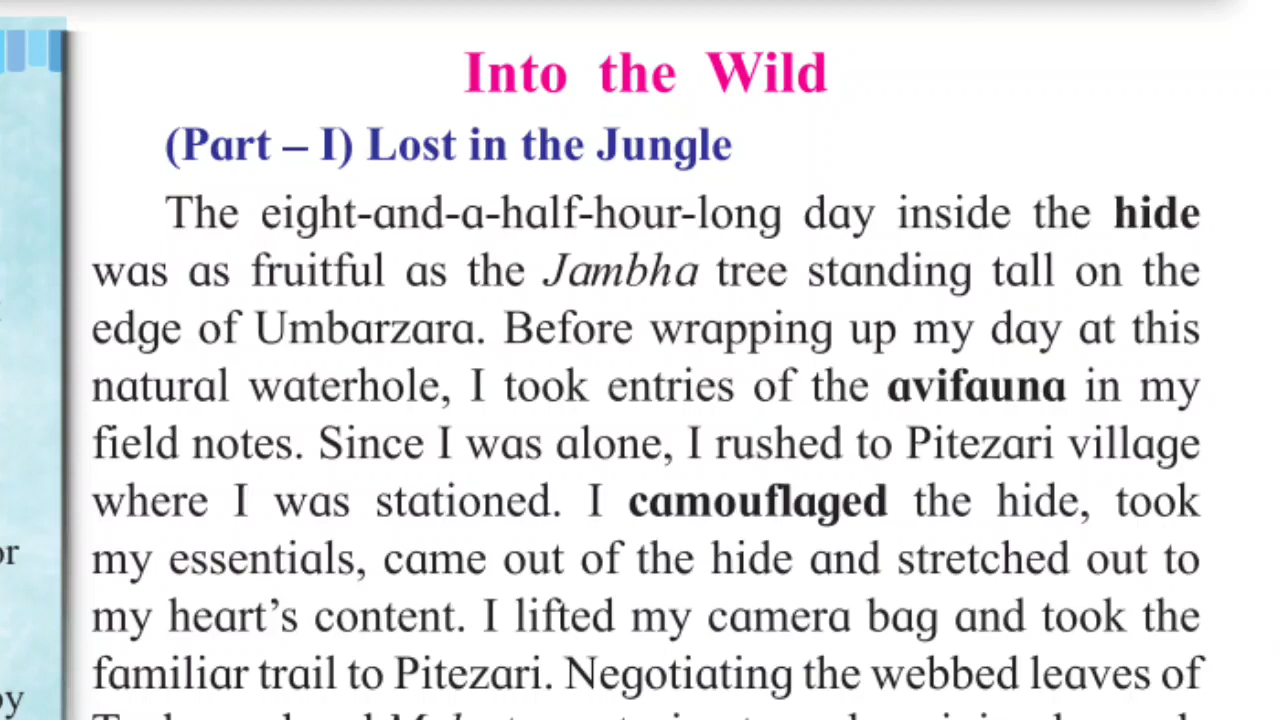 Into the Wild
(Part – I) Lost in the Jungle
The eight-and-a-half-hour-long day inside the hide
was as fruitful as the Jambha tree standing tall on the
edge of Umbarzara. Before wrapping up my day at this
natural waterhole, I took entries of the avifauna in my
field notes. Since I was alone, I rushed to Pitezari village
where I was stationed. I camouflaged the hide, took
my essentials, came out of the hide and stretched out to
my heart’s content. I lifted my camera bag and took the
familiar trail to Pitezari. Negotiating the webbed leaves of